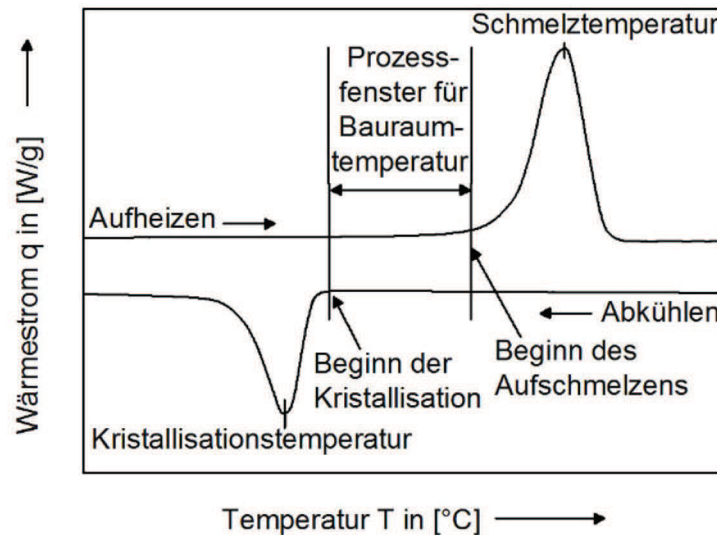 Schmelztemperatur
Prozess-
fenster für
Bauraum-
temperatur
Aufheizen
Abkühlen
Beginn der
Kristallisation
Beginn des
Aufschmelzens
Kristallisationstemperatur
Wärmestrom q in [W/g]
Temperatur T in [°C]